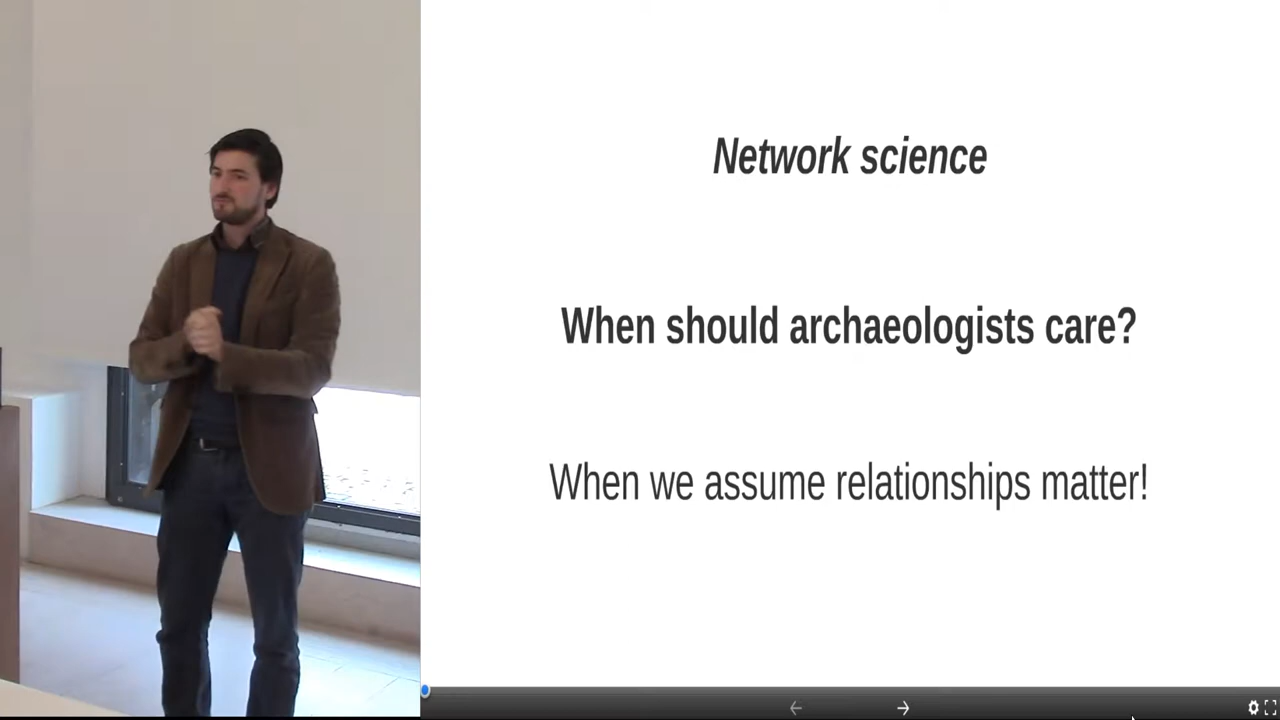 Network science
When should archaeologists care?
When we assume relationships matter!